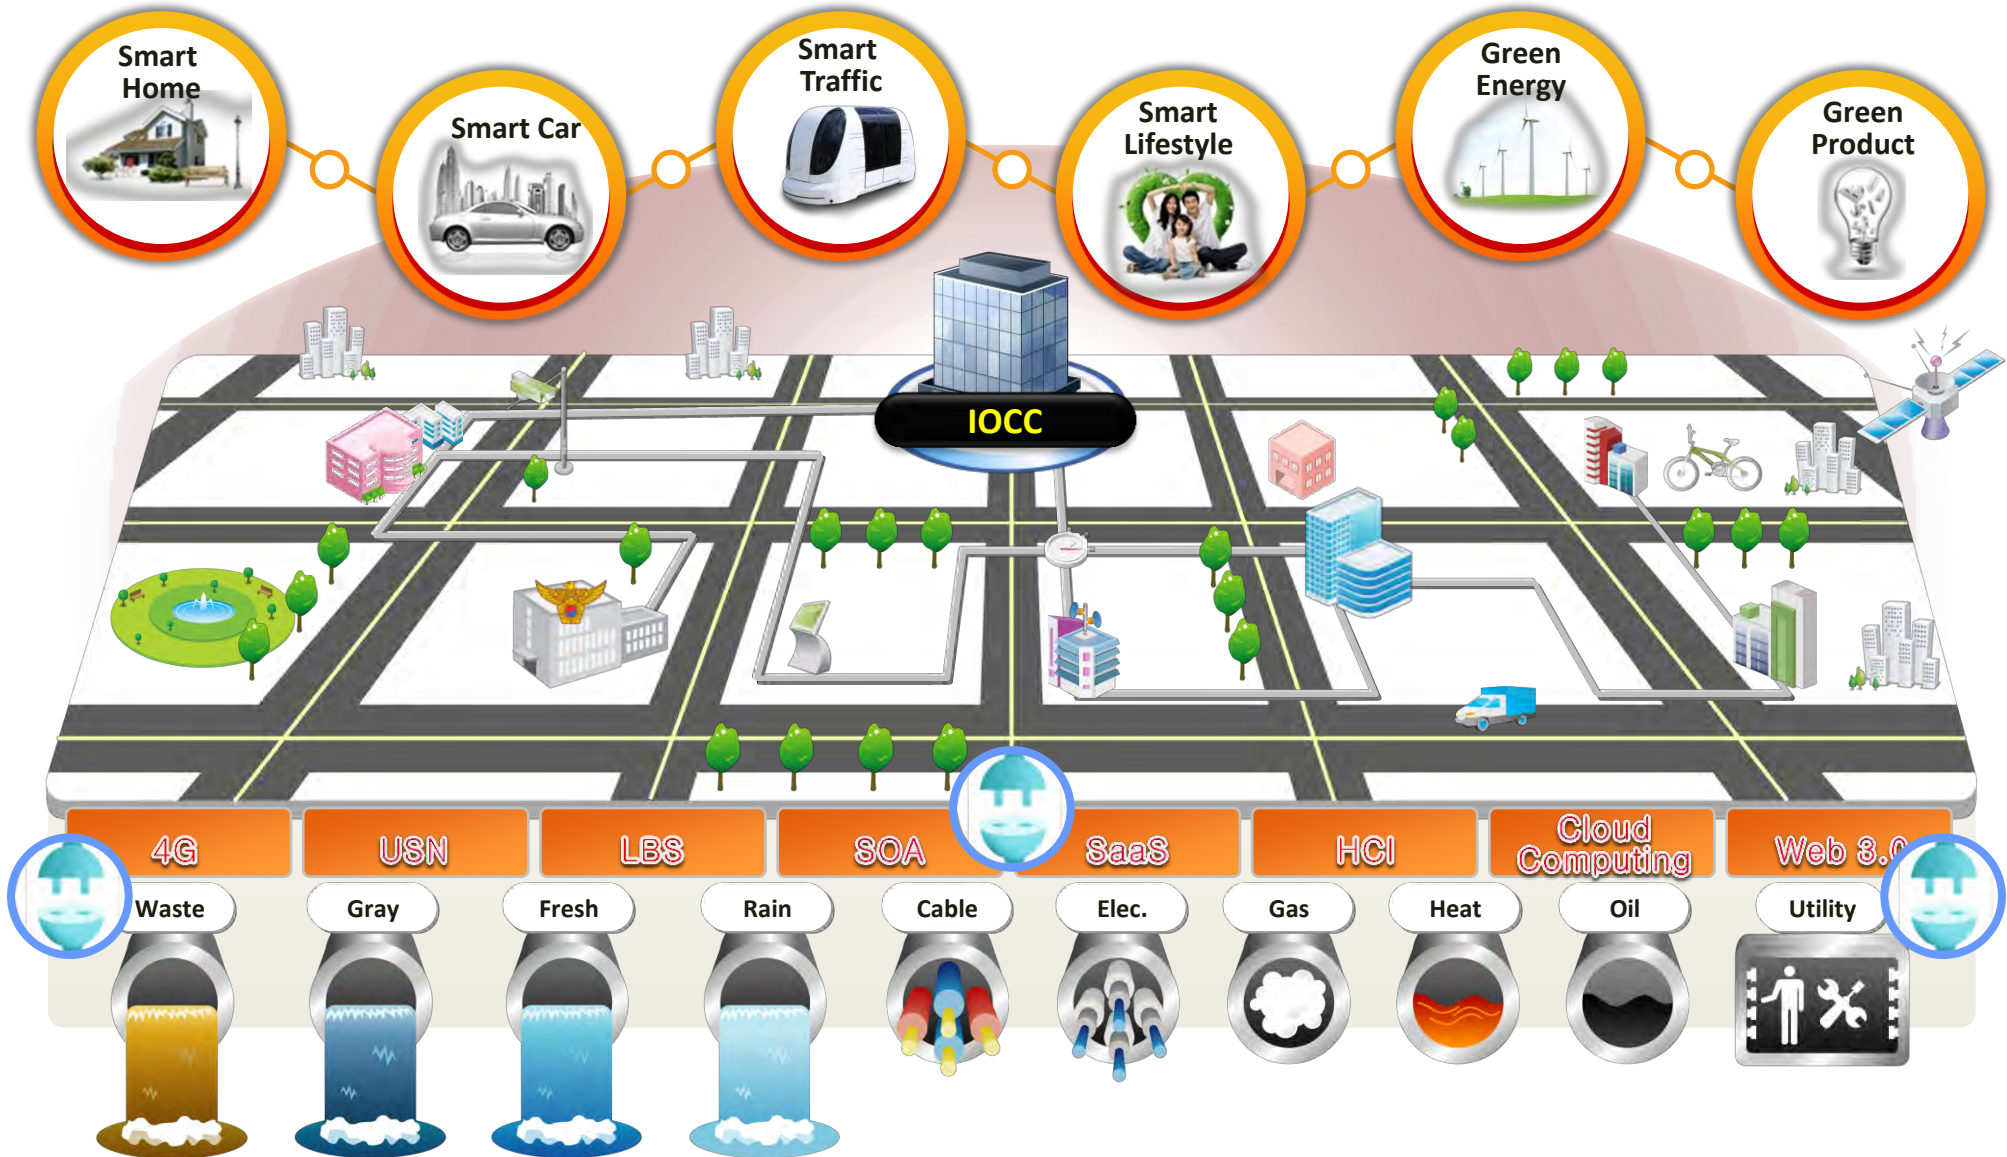 Smart
Home
Smart Car
Smart
Traffic
Smart
Lifestyle
Green
Energy
Green
Product
IOCC
4G
USN
LBS
SOA
SaaS
HCI
Cloud
Computing
Web 3.0
Waste
Gray
Fresh
Rain
Cable
Elec.
Gas
Heat
Oil
Utility